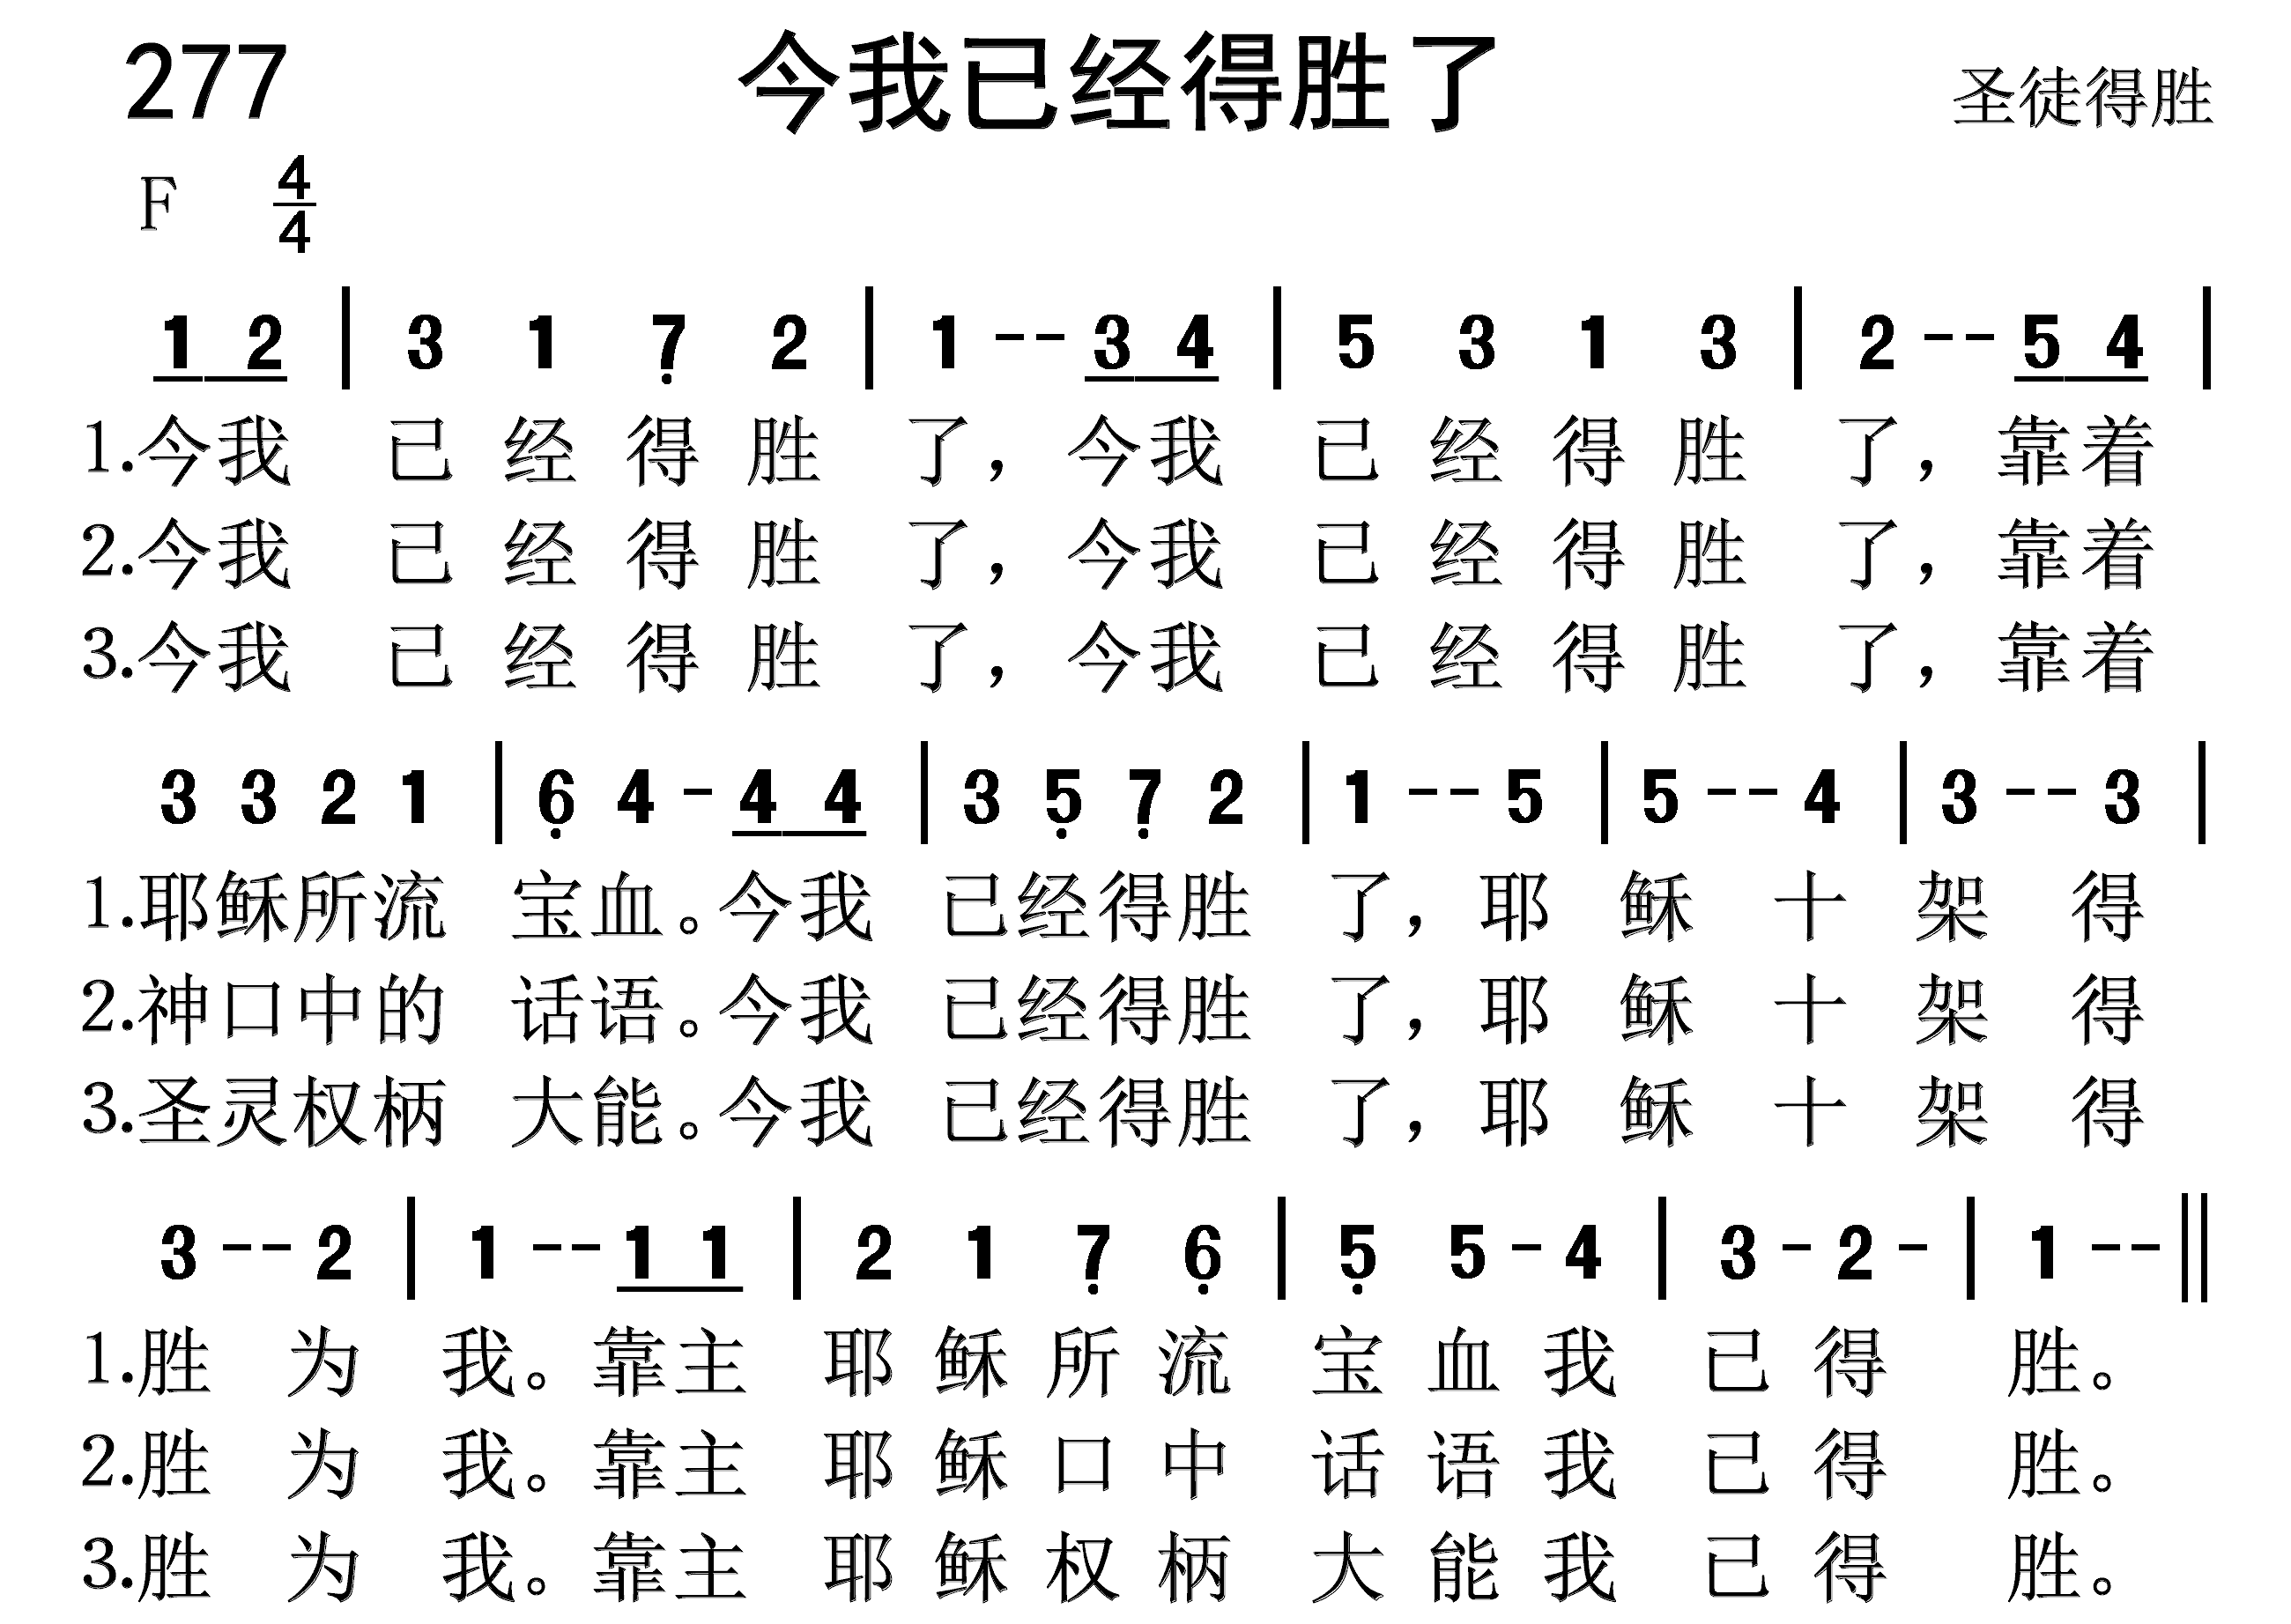 277 今我已经得胜了 圣徒得胜
F 4/4
1 2 | 3 1 7̣ 2 | 1 - - 3 4 | 5 3 1 3 | 2 - - 5 4 |
1.今我 已经得胜 了，今我 已经得胜 了，靠着
2.今我 已经得胜 了，今我 已经得胜 了，靠着
3.今我 已经得胜 了，今我 已经得胜 了，靠着
3 3 2 1 | 6̣ 4 - 4 4 | 3 5̣ 7̣ 2 | 1 - - 5 | 5 - - 4 | 3 - - 3 |
1.耶稣所流 宝血。今我 已经得胜 了，耶 稣 十 架 得
2.神口中的 话语。今我 已经得胜 了，耶 稣 十 架 得
3.圣灵权柄 大能。今我 已经得胜 了，耶 稣 十 架 得
3 - - 2 | 1 - - 1 1 | 2 1 7̣ 6̣ | 5̣ 5 - 4 | 3 - 2 - | 1 - - ‖
1.胜 为 我。靠主 耶稣所流 宝血我 已得 胜。
2.胜 为 我。靠主 耶稣口中 话语我 已得 胜。
3.胜 为 我。靠主 耶稣权柄 大能我 已得 胜。